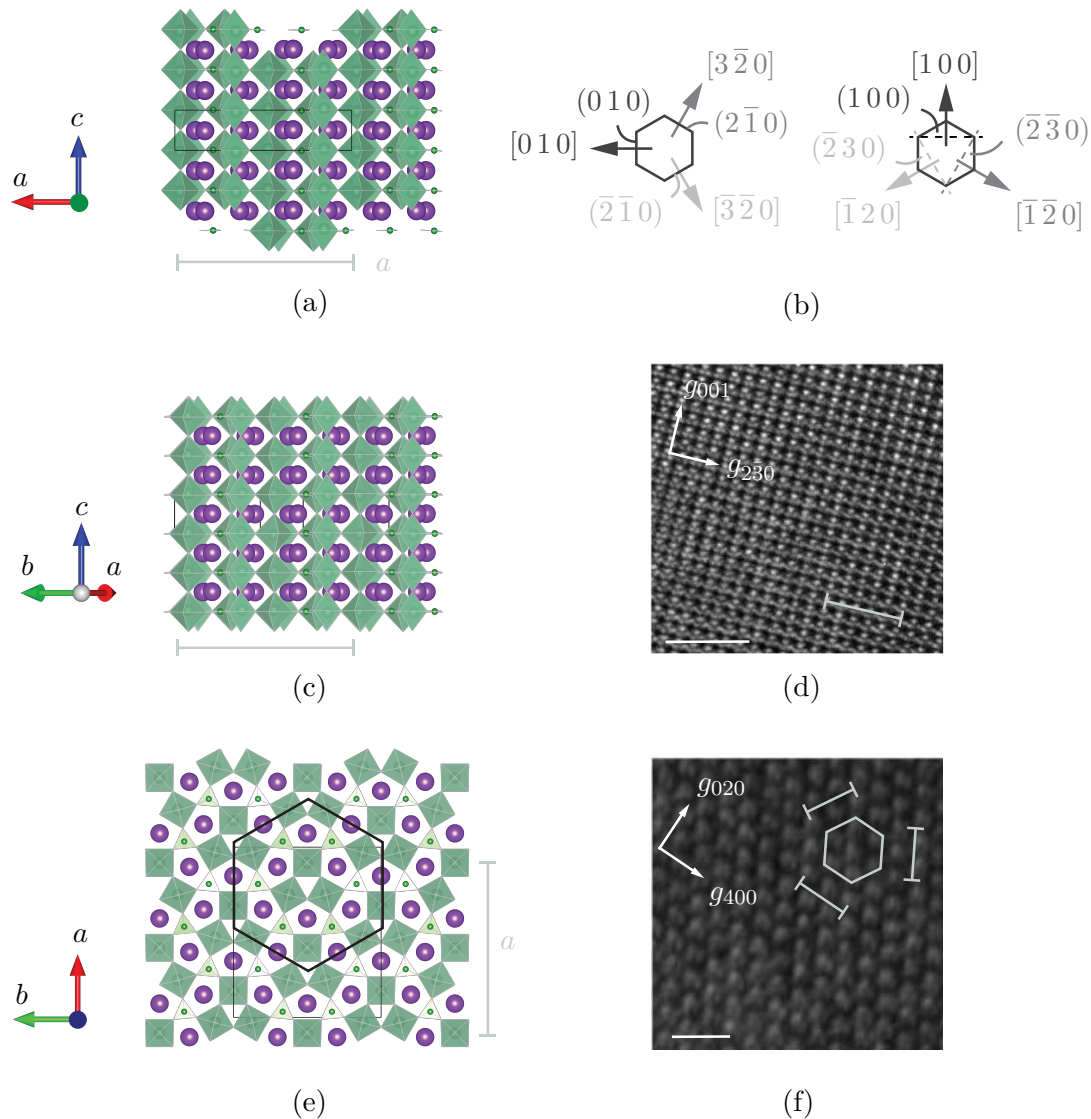 c
a
a
(a)
[3 2̅ 0]
(0 1 0)
(2 1̅ 0)
[0 1 0]
(2̅ 1̅ 0)
[3̅ 2̅ 0]
[1 0 0]
(1 0 0)
(2̅ 3̅ 0)
(2̅ 3 0)
[1̅ 2 0]
[1̅ 2̅ 0]
(b)
c
b
a
(c)
g001
g23̅0
(d)
a
b
a
(e)
g020
g400
(f)